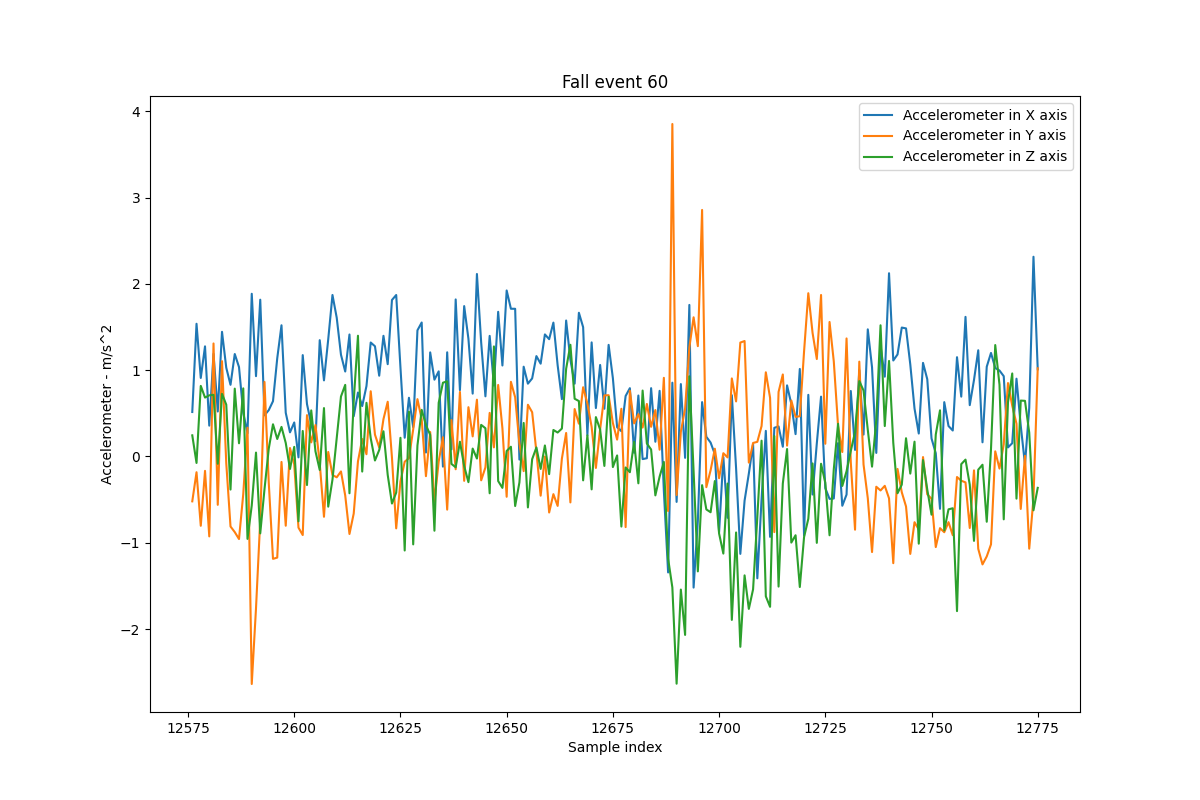 Fall event 60
Accelerometer in X axis
Accelerometer in Y axis
Accelerometer in Z axis
Accelerometer - m/s^2
4
3
2
1
0
−1
−2
12575 12600 12625 12650 12675 12700 12725 12750 12775
Sample index